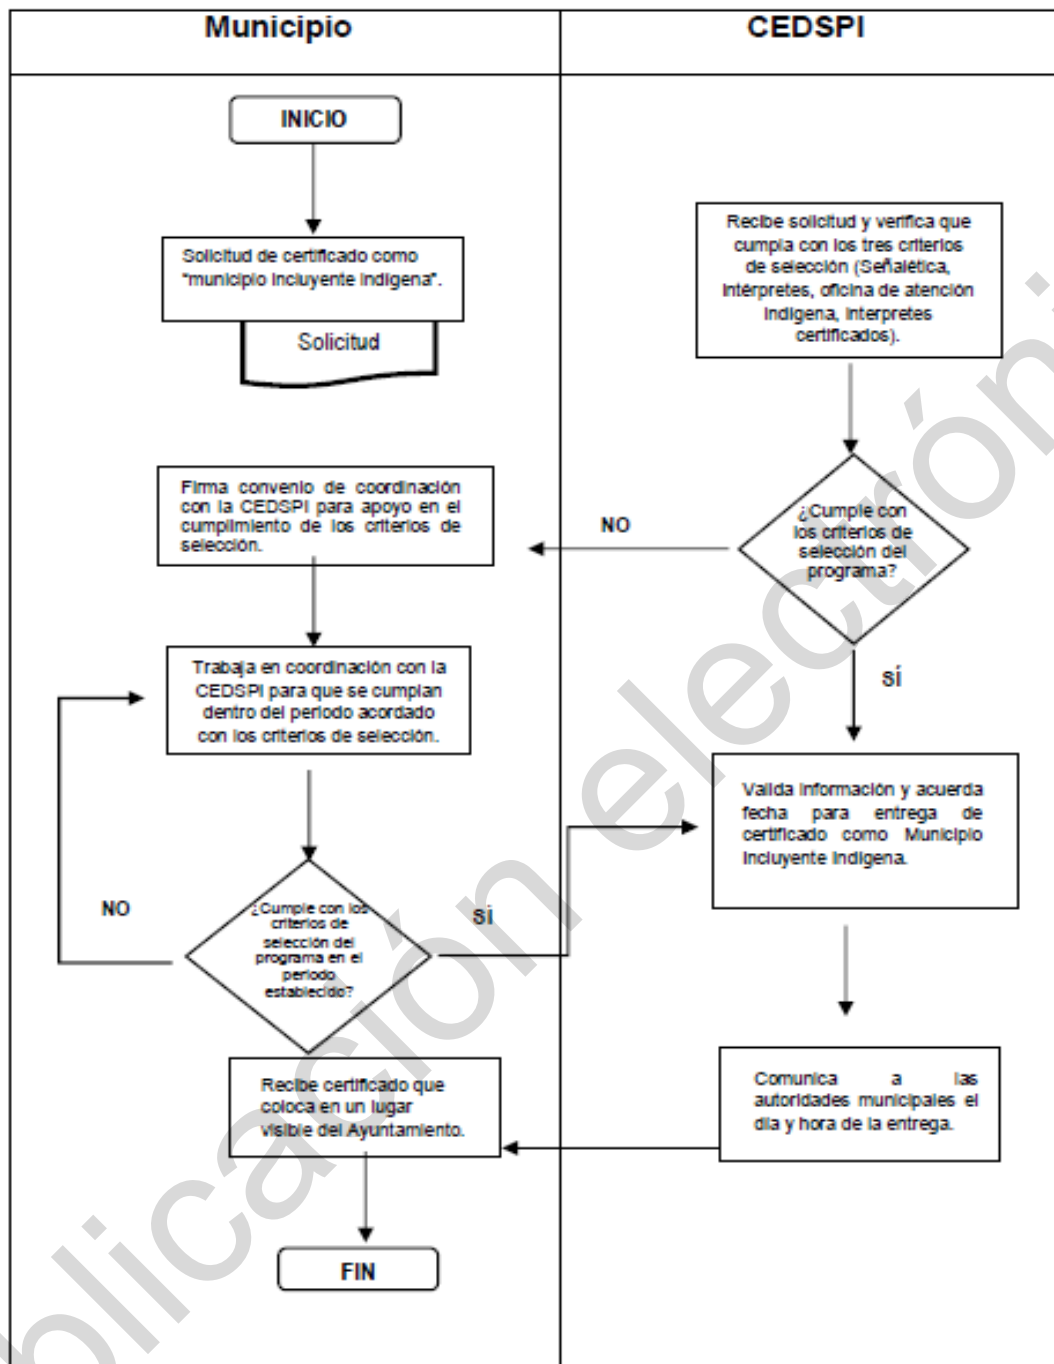 Municipio
CEDSPI
INICIO
Solicitud de certificado como
"municipio Incluyente Indígena".
Solicitud
Recibe solicitud y verifica que
cumpla con los tres criterios
de selección (Señalética,
Intérpretes, oficina de atención
Indígena, Interpretes
certificados).
¿Cumple con
los criterios de
selección del
programa?
NO
SÍ
Firma convenio de coordinación
con la CEDSPI para apoyo en el
cumplimiento de los criterios de
selección.
Trabaja en coordinación con la
CEDSPI para que se cumplan
dentro del periodo acordado
con los criterios de selección.
¿Cumple con los
criterios de
selección del
programa en el
periodo
establecido?
NO
SÍ
Valida Información y acuerda
fecha para entrega de
certificado como Municipio
Incluyente Indígena.
Comunica a las
autoridades municipales el
día y hora de la entrega.
Recibe certificado que
coloca en un lugar
visible del Ayuntamiento.
FIN
blicación electróni